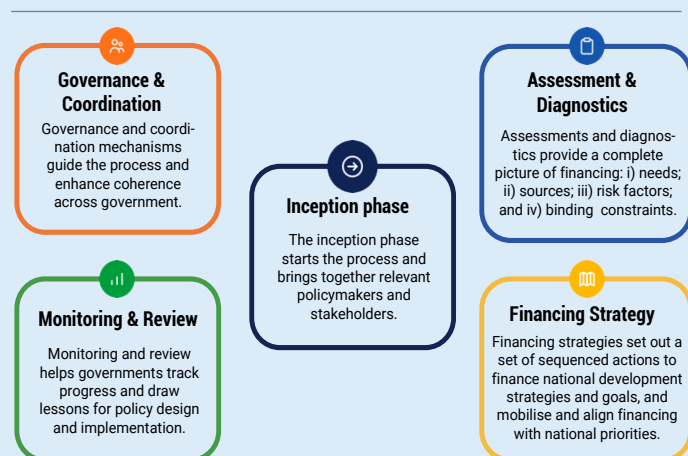 Governance &
Coordination
Governance and coordi-
nation mechanisms
guide the process and
enhance coherence
across government.
Assessment &
Diagnostics
Assessments and diagnos-
tics provide a complete
picture of financing: i) needs;
ii) sources; iii) risk factors;
and iv) binding constraints.
Inception phase
The inception phase
starts the process and
brings together relevant
policymakers and
stakeholders.
Monitoring & Review
Monitoring and review
helps governments track
progress and draw
lessons for policy design
and implementation.
Financing Strategy
Financing strategies set out a
set of sequenced actions to
finance national development
strategies and goals, and
mobilise and align financing
with national priorities.